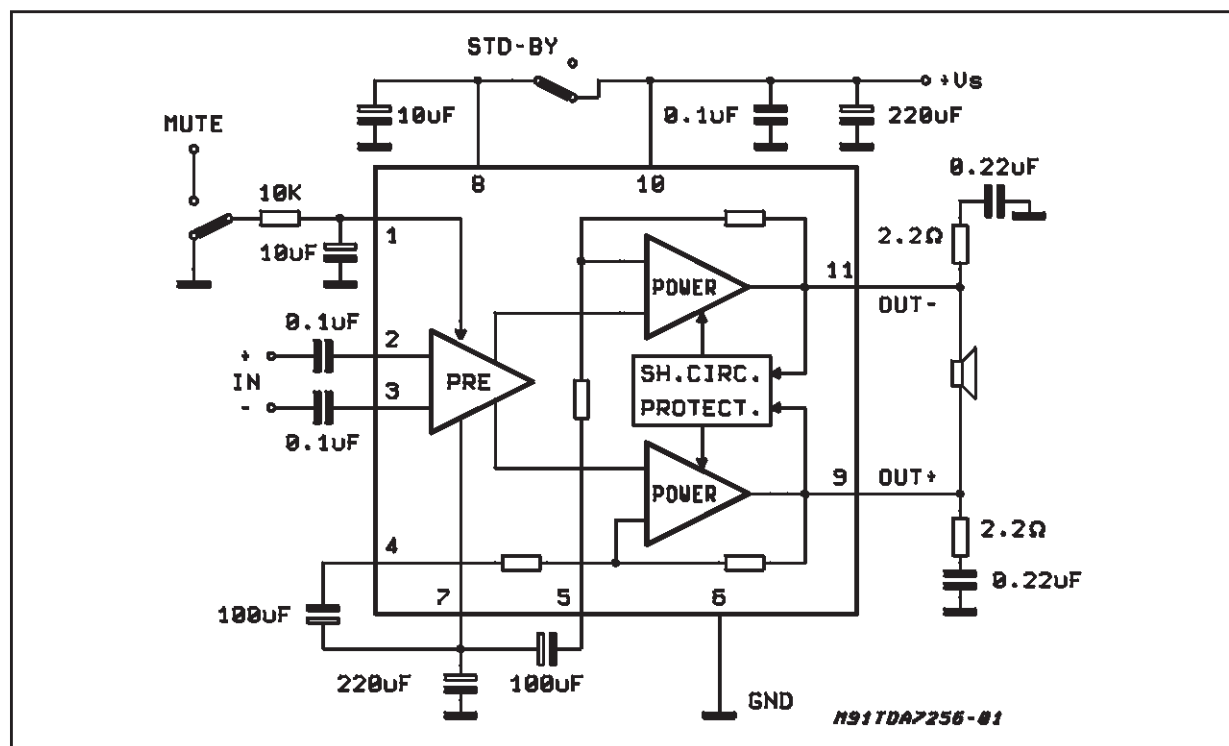 STD-BY
+Vs
10uF
0.1uF
220uF
MUTE
0.22uF
8
10
10K
1
2.2Ω
10uF
11
POWER
OUT-
0.1uF
2
+
IN
PRE
SH.CIRC.
PROTECT.
-
3
0.1uF
9
OUT+
POWER
2.2Ω
4
0.22uF
7
5
6
100uF
220uF
100uF
GND
M91TDA7256-01